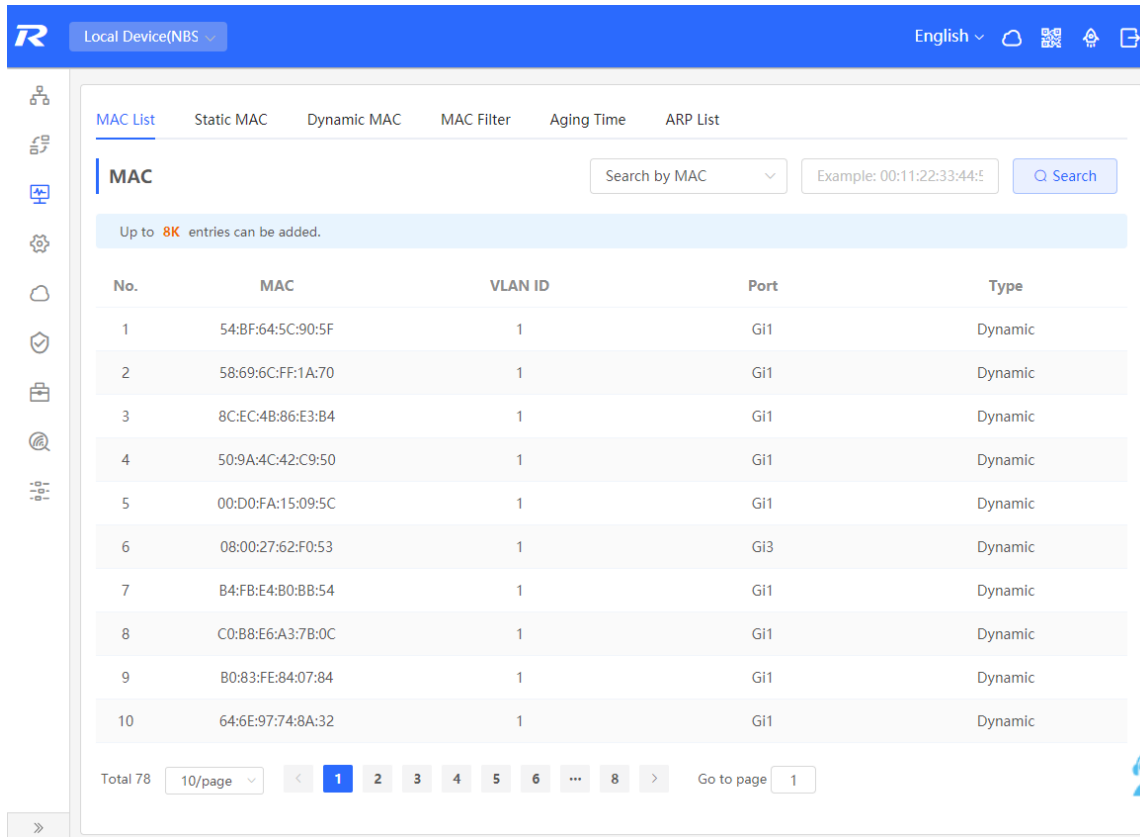 Local Device(NBS English
MAC List Static MAC Dynamic MAC MAC Filter Aging Time ARP List
MAC Search by MAC Example: 00:11:22:33:44:5 Search
Up to 8K entries can be added.
No. MAC VLAN ID Port Type
1 54:BF:64:5C:90:5F 1 Gi1 Dynamic
2 58:69:6C:FF:1A:70 1 Gi1 Dynamic
3 8C:EC:4B:86:E3:B4 1 Gi1 Dynamic
4 50:9A:4C:42:C9:50 1 Gi1 Dynamic
5 00:D0:FA:15:09:5C 1 Gi1 Dynamic
6 08:00:27:62:F0:53 1 Gi3 Dynamic
7 B4:FB:E4:B0:BB:54 1 Gi1 Dynamic
8 C0:B8:E6:A3:7B:0C 1 Gi1 Dynamic
9 B0:83:FE:84:07:84 1 Gi1 Dynamic
10 64:6E:97:74:8A:32 1 Gi1 Dynamic
Total 78 10/page 1 2 3 4 5 6 ··· 8 Go to page 1